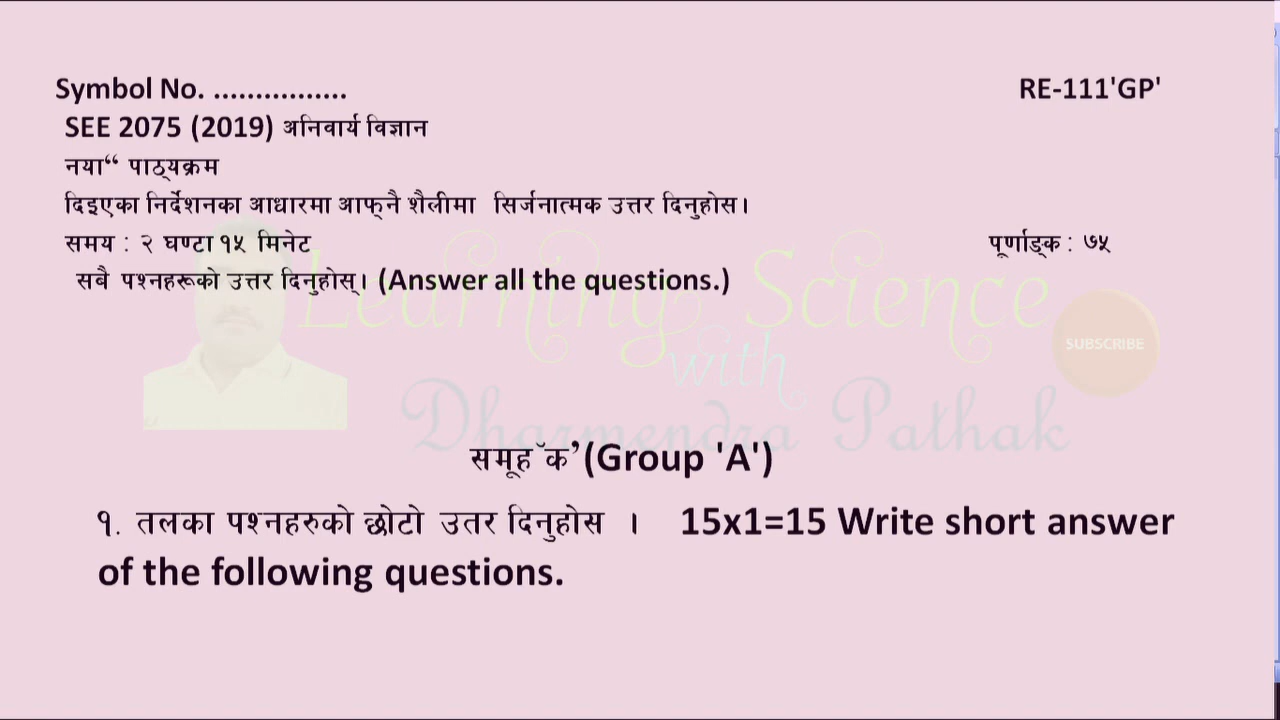 Symbol No. ................ RE-111'GP'
SEE 2075 (2019) अनिवार्य विज्ञान
नया“ पाठ्यक्रम
दिइएका निर्देशनका आधारमा आफ्नै शैलीमा सिर्जनात्मक उत्तर दिनुहोस।
समय : २ घण्टा १५ मिनेट पूर्णाड्क : ७५
सबै पश्नहरूको उत्तर दिनुहोस्। (Answer all the questions.)
Learning Science
with
SUBSCRIBE
Dharmendra Pathak
समूह ̆क’(Group 'A')
१. तलका पश्नहरुको छोटो उतर दिनुहोस । 15x1=15 Write short answer
of the following questions.